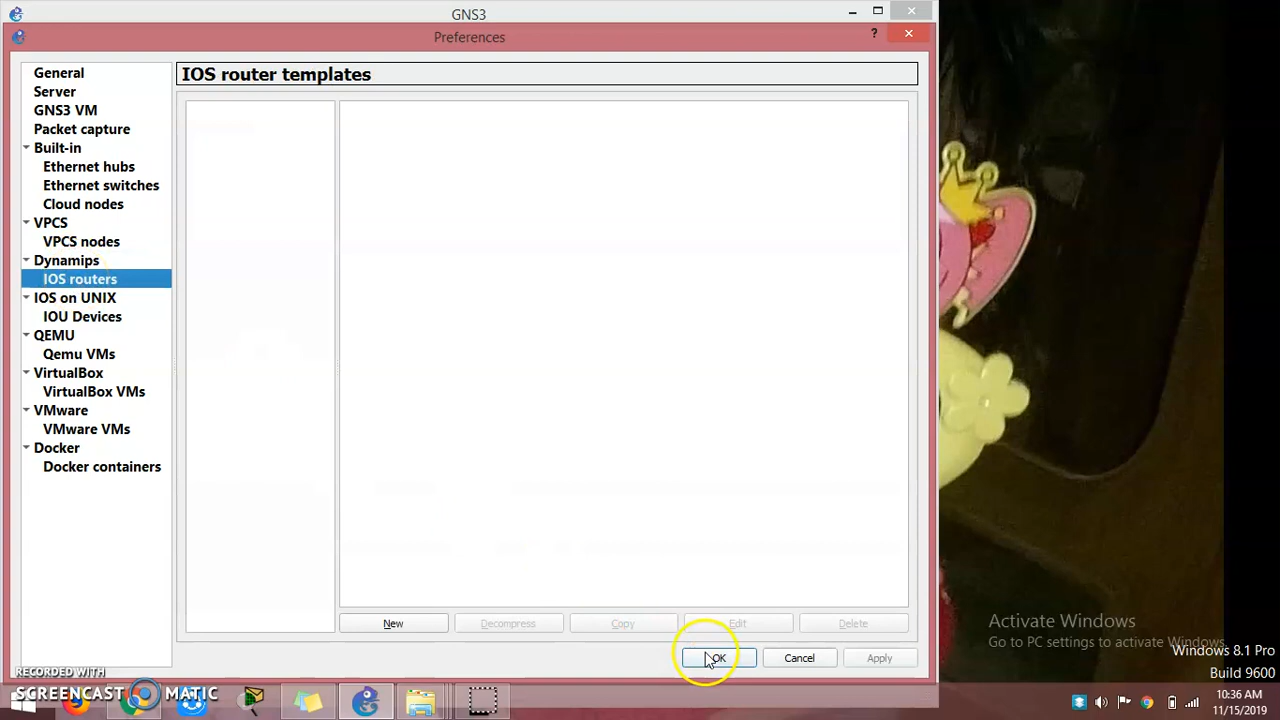 GNS3
Preferences
?
General
Server
GNS3 VM
Packet capture
Built-in
Ethernet hubs
Ethernet switches
Cloud nodes
VPCS
VPCS nodes
Dynamips
IOS routers
IOS on UNIX
IOU Devices
QEMU
Qemu VMs
VirtualBox
VirtualBox VMs
VMware
VMware VMs
Docker
Docker containers
IOS router templates
New
Decompress
Copy
Edit
Delete
OK
Cancel
Apply
Activate Windows
Go to PC settings to activate Windows.
Windows 8.1 Pro
Build 9600
RECORDED WITH
SCREENCAST MATIC
10:36 AM
11/15/2019